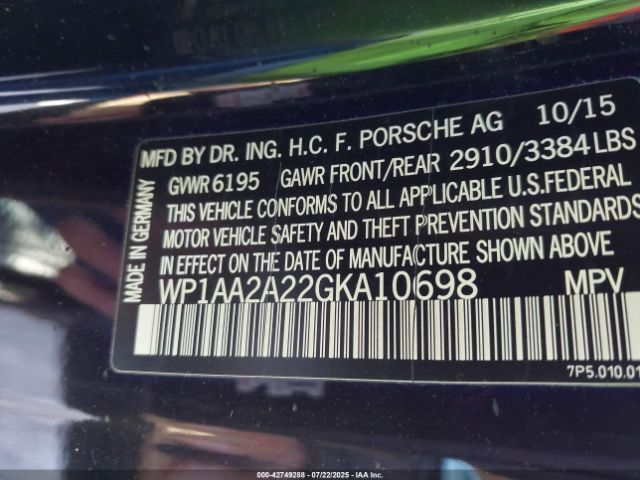 MFD BY DR. ING. H.C. F. PORSCHE AG 10/15
GVWR 6195 GAWR FRONT/REAR 2910/3384 LBS
THIS VEHICLE CONFORMS TO ALL APPLICABLE U.S.FEDERAL
MOTOR VEHICLE SAFETY AND THEFT PREVENTION STANDARDS
IN EFFECT ON THE DATE OF MANUFACTURE SHOWN ABOVE
WP1AA2A22GKA10698 MPV
7P5.010.01
MADE IN GERMANY
000-42749288 - 07/22/2025 - IAA Inc.